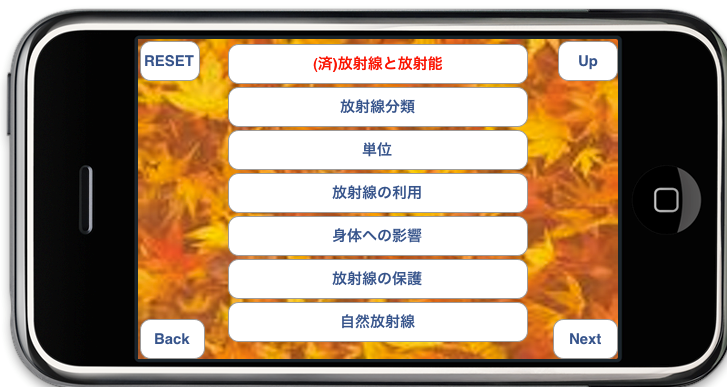 RESET
(済)放射線と放射能
Up
放射線分類
単位
放射線の利用
身体への影響
放射線の保護
自然放射線
Back
Next